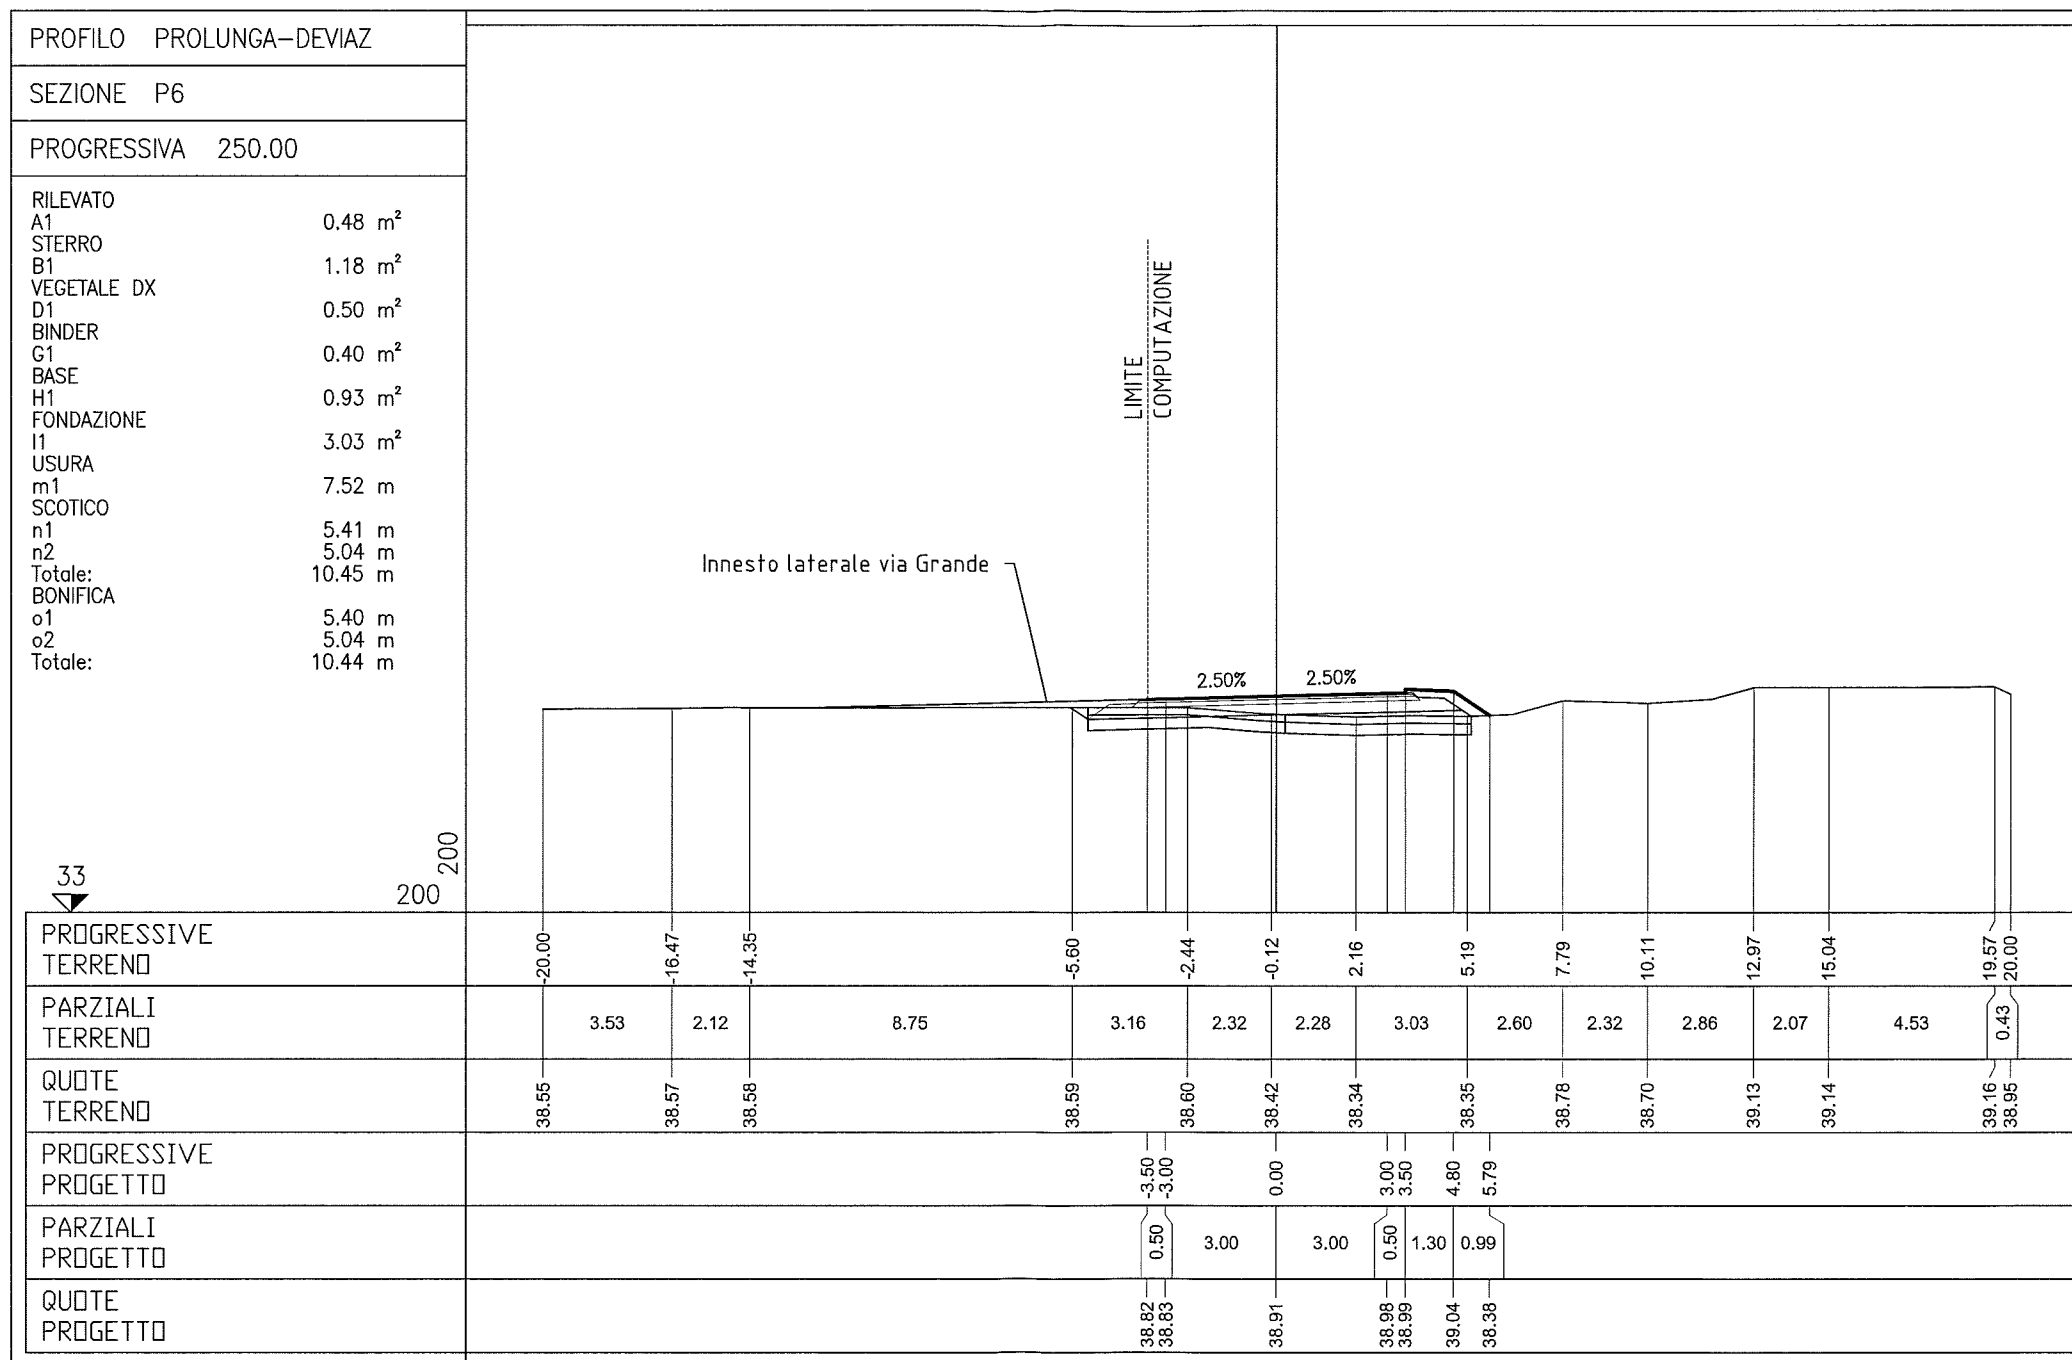 PROFILO PROLUNGA-DEVIAZ
SEZIONE P6
PROGRESSIVA 250.00
RILEVATO
A1 0.48 m²
STERRO
B1 1.18 m²
VEGETALE DX
D1 0.50 m²
BINDER
G1 0.40 m²
BASE
H1 0.93 m²
FONDAZIONE
I1 3.03 m²
USURA
m1 7.52 m
SCOTICO
n1 5.41 m
n2 5.04 m
Totale: 10.45 m
BONIFICA
o1 5.40 m
o2 5.04 m
Totale: 10.44 m
LIMITE
COMPUTAZIONE
Innesto laterale via Grande
2.50% 2.50%
33
200
200
PROGRESSIVE
TERRENO
-20.00 -16.47 -14.35 -5.60 -2.44 -0.12 2.16 5.19 7.79 10.11 12.97 15.04 19.57 20.00
PARZIALI
TERRENO
3.53 2.12 8.75 3.16 2.32 2.28 3.03 2.60 2.32 2.86 2.07 4.53 0.43
QUOTE
TERRENO
38.55 38.57 38.58 38.59 38.60 38.42 38.34 38.35 38.78 38.70 39.13 39.14 39.16 38.95
PROGRESSIVE
PROGETTO
-3.50 -3.00 0.00 3.00 3.50 4.80 5.79
PARZIALI
PROGETTO
0.50 3.00 3.00 0.50 1.30 0.99
QUOTE
PROGETTO
38.82 38.83 38.91 38.98 38.99 39.04 38.38